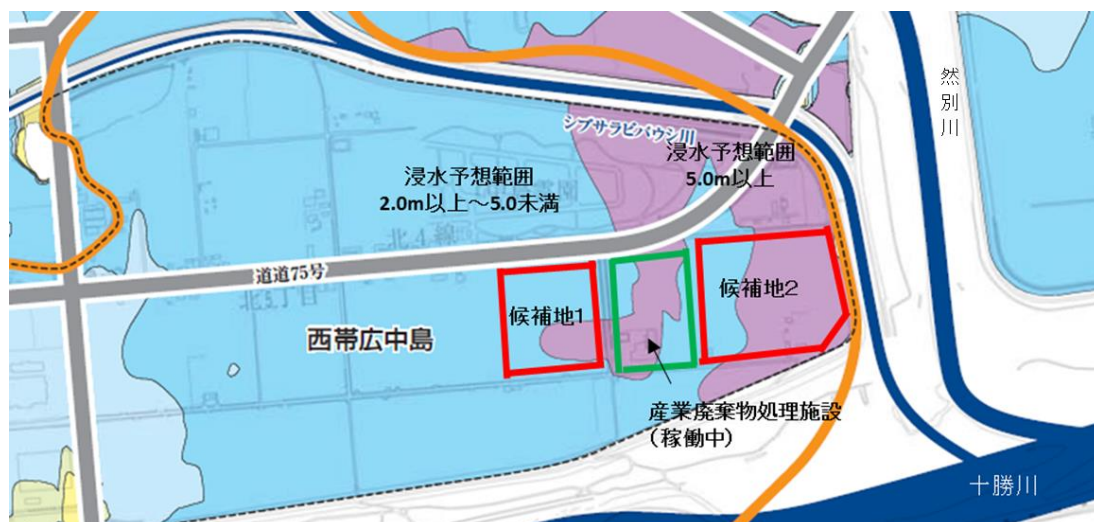 然別川
シブサラビバウシ川
浸水予想範囲
5.0m以上
浸水予想範囲
2.0m以上～5.0未満
北4線
道道75号
候補地1
候補地2
西帯広中島
産業廃棄物処理施設
（稼働中）
十勝川